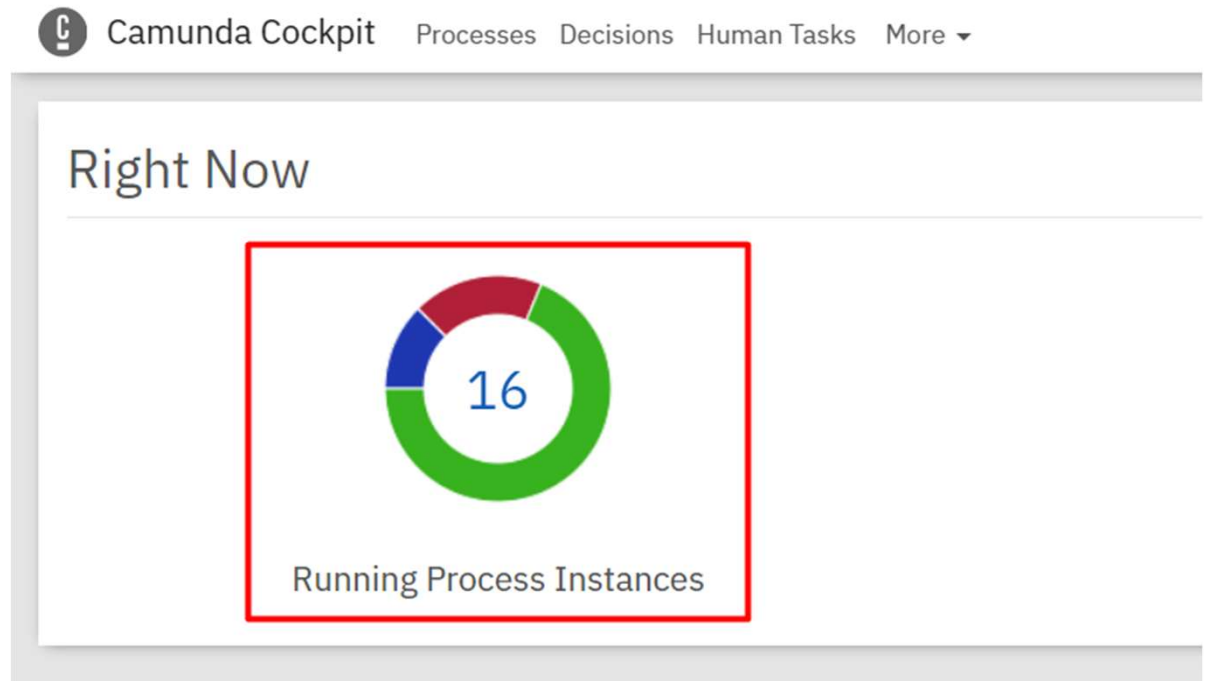 Camunda Cockpit Processes Decisions Human Tasks More
Right Now
16
Running Process Instances